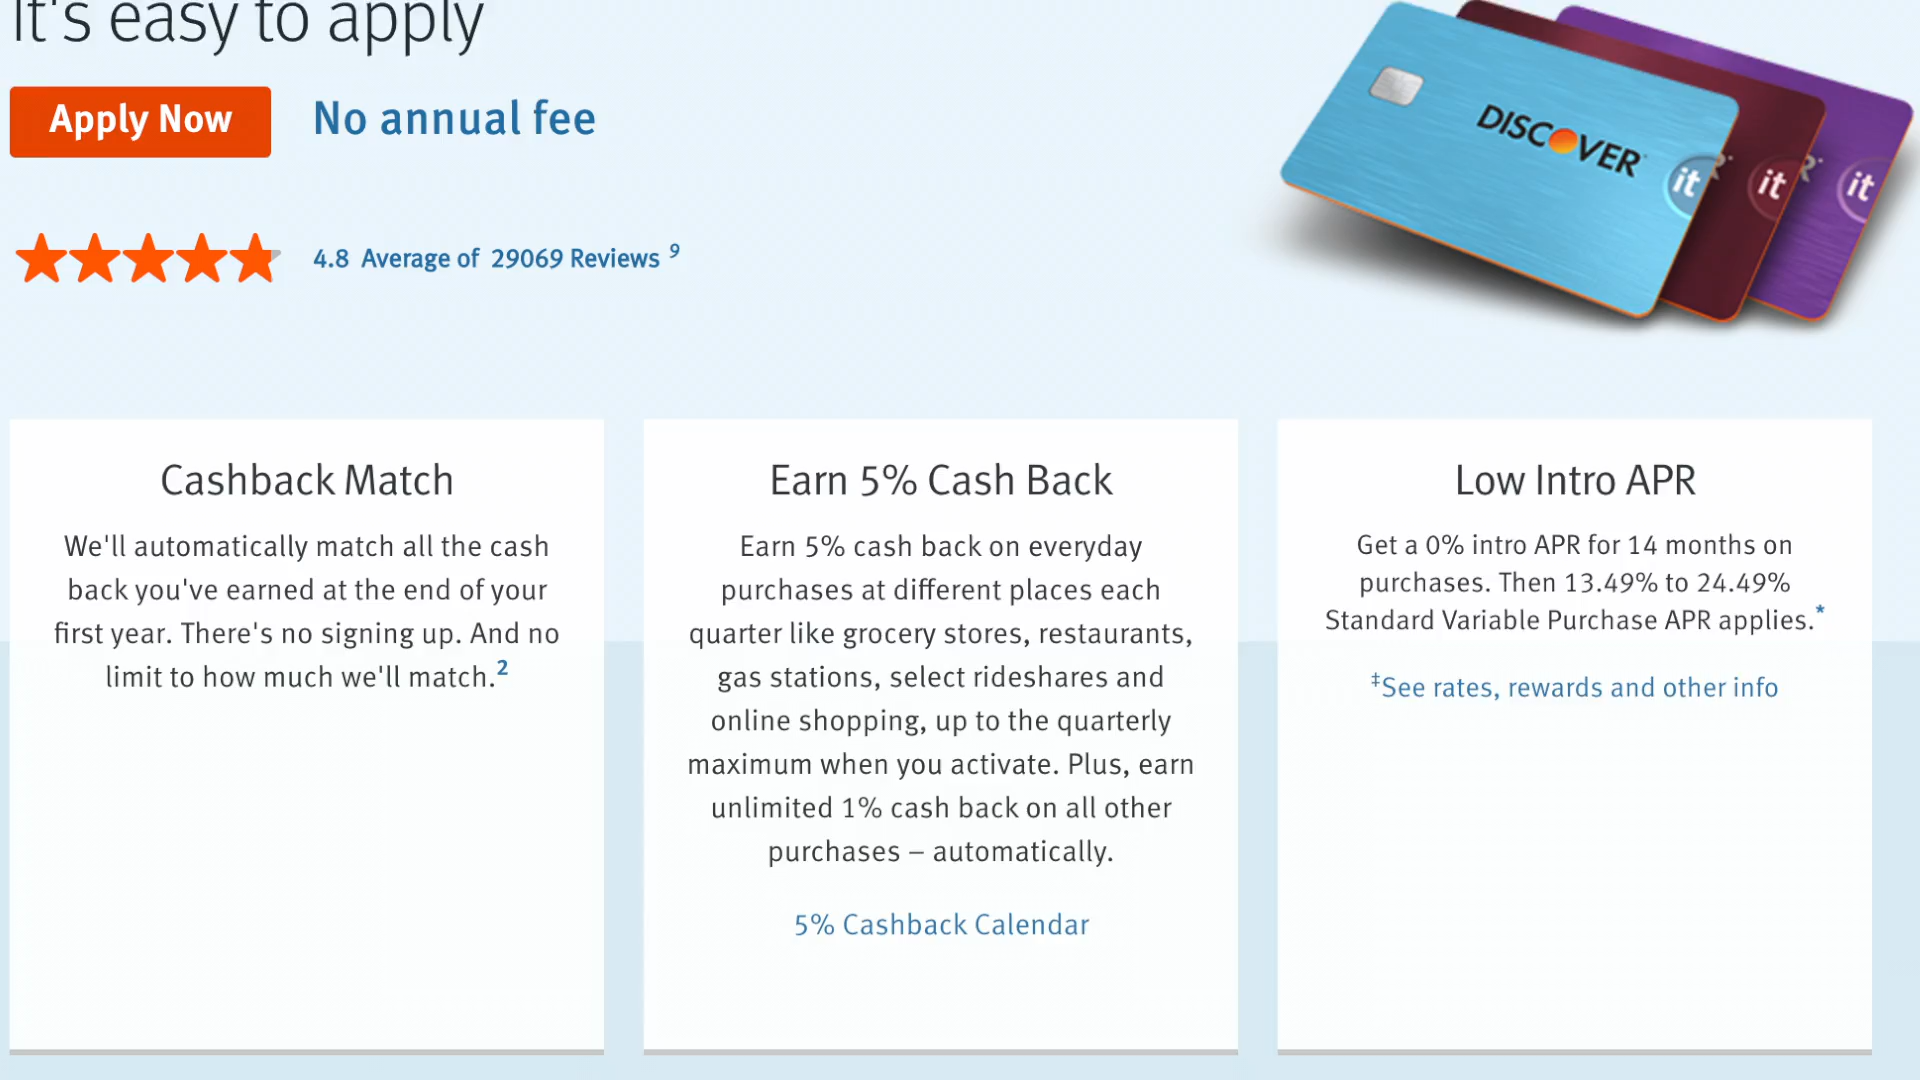 It's easy to apply
Apply Now
No annual fee
4.8 Average of 29069 Reviews 9
DISCOVER
it
R
it
R
it
Cashback Match
We'll automatically match all the cash
back you've earned at the end of your
first year. There's no signing up. And no
limit to how much we'll match.2
Earn 5% Cash Back
Earn 5% cash back on everyday
purchases at different places each
quarter like grocery stores, restaurants,
gas stations, select rideshares and
online shopping, up to the quarterly
maximum when you activate. Plus, earn
unlimited 1% cash back on all other
purchases – automatically.
5% Cashback Calendar
Low Intro APR
Get a 0% intro APR for 14 months on
purchases. Then 13.49% to 24.49%
Standard Variable Purchase APR applies.*
‡See rates, rewards and other info